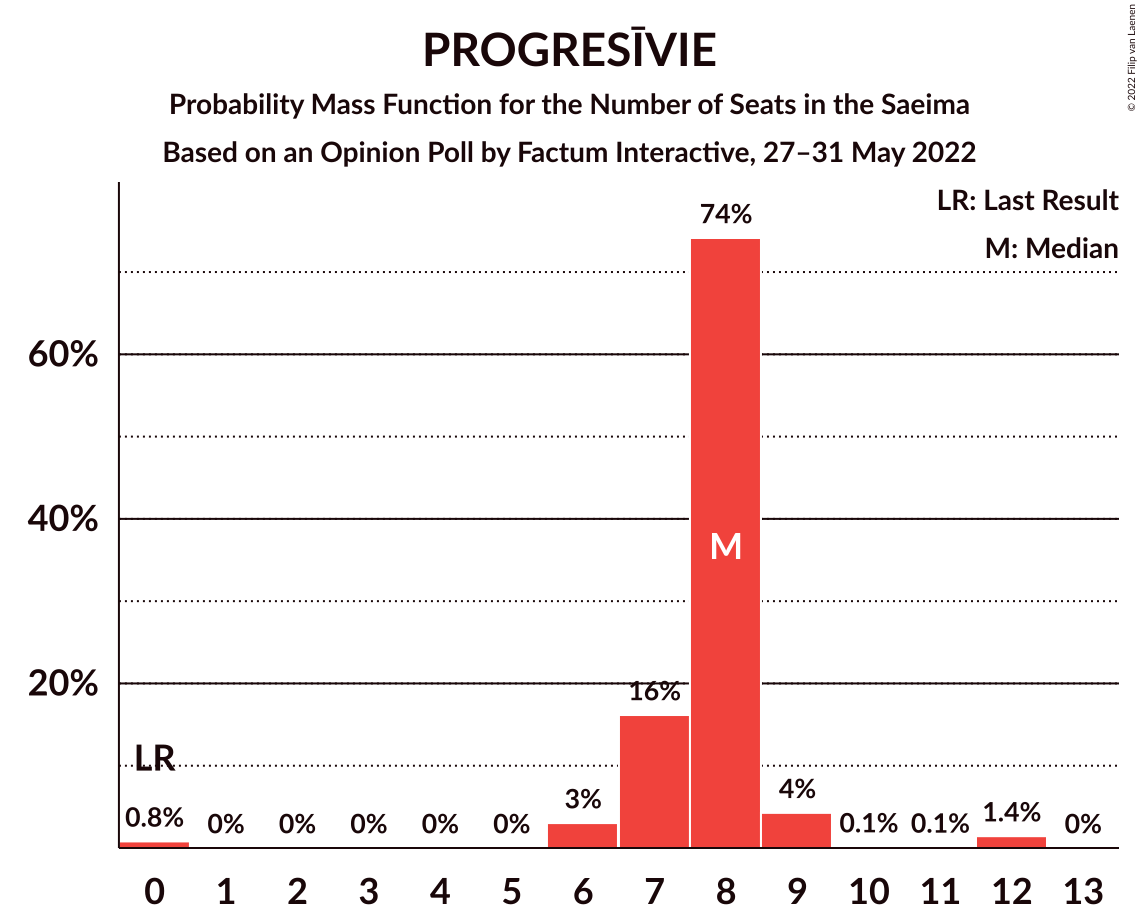 PROGRESĪVIE
Probability Mass Function for the Number of Seats in the Saeima
Based on an Opinion Poll by Factum Interactive, 27–31 May 2022
© 2022 Filip van Laenen
LR: Last Result
M: Median
60%
40%
20%
LR
0.8%
0%
0%
0%
0%
0%
3%
16%
74%
M
4%
0.1%
0.1%
1.4%
0%
0 1 2 3 4 5 6 7 8 9 10 11 12 13